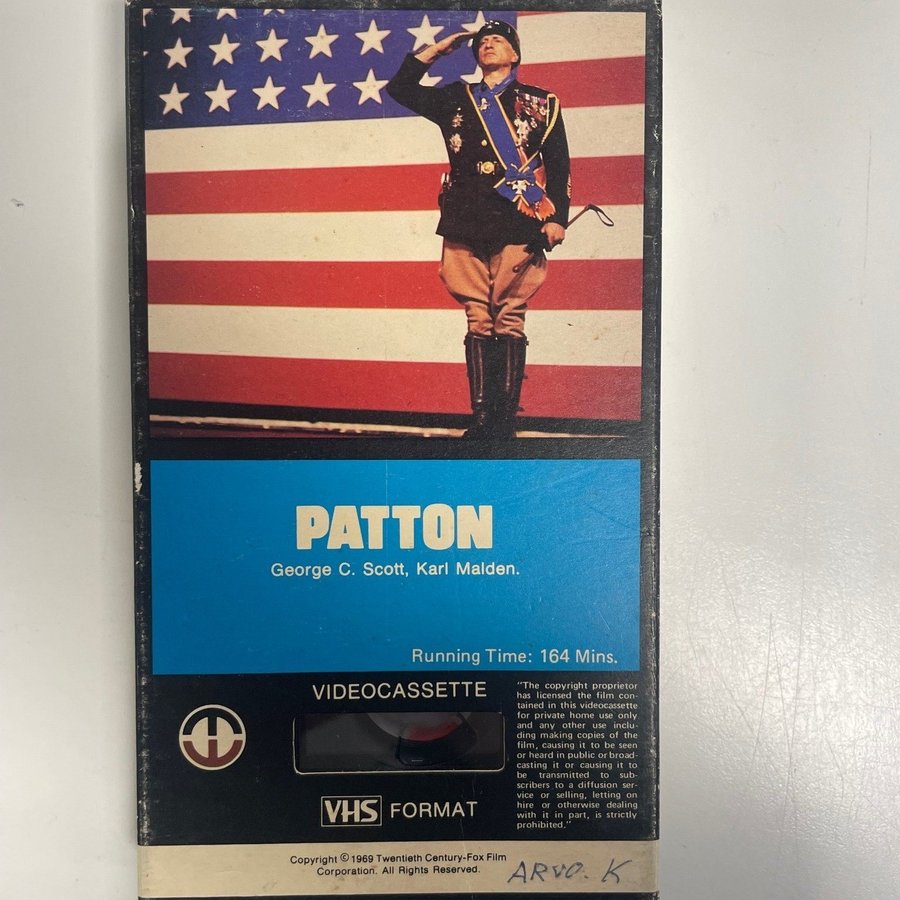 PATTON
George C. Scott, Karl Malden.
Running Time: 164 Mins.
VIDEOCASSETTE
VHS FORMAT
"The copyright proprietor
has licensed the film con-
tained in this videocassette
for private home use only
and any other use inclu-
ding making copies of the
film, causing it to be seen
or heard in public or broad-
casting it or causing it to
be transmitted to sub-
scribers to a diffusion ser-
vice or selling, letting on
hire or otherwise dealing
with it in part, is strictly
prohibited."
Copyright © 1969 Twentieth Century-Fox Film
Corporation. All Rights Reserved.
ARVO. K